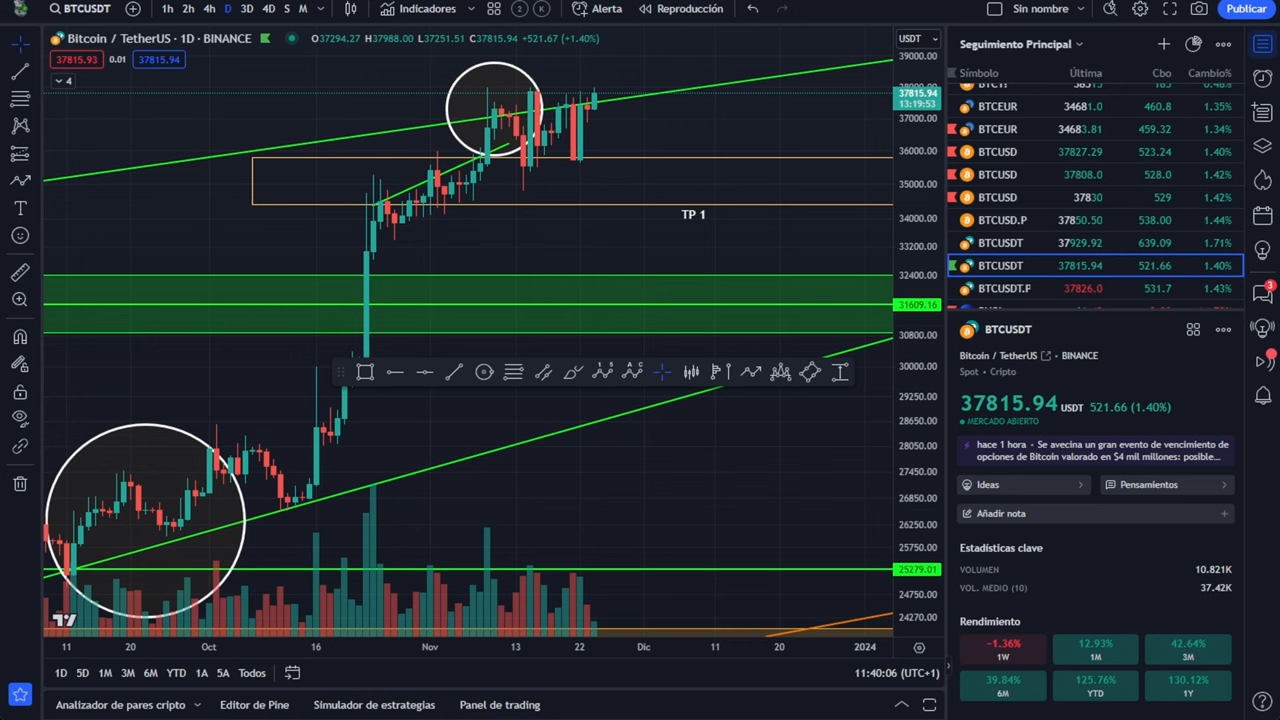 BTCUSDT 1h 2h 4h D 3D 4D S M Indicadores 2 K Alerta Reproducción Sin nombre Publicar
Bitcoin / TetherUS · 1D · BINANCE O37294.27 H37988.00 L37251.51 C37815.94 +521.67 (+1.40%)
37815.93 0.01 37815.94
4
TP 1
USDT
39000.00
38000.00
37815.94
13:19:53
37000.00
36000.00
35000.00
34000.00
33200.00
32400.00
31609.16
30800.00
30000.00
29250.00
28650.00
28050.00
27450.00
26850.00
26250.00
25750.00
25279.01
24750.00
24270.00
11 20 Oct 16 Nov 13 22 Dic 11 20 2024
1D 5D 1M 3M 6M YTD 1A 5A Todos 11:40:06 (UTC+1)
Analizador de pares cripto Editor de Pine Simulador de estrategias Panel de trading
Seguimiento Principal
Símbolo Última Cbo Cambio%
BTCEUR 34681.0 460.8 1.35%
BTCEUR 34683.81 459.32 1.34%
BTCUSD 37827.29 523.24 1.40%
BTCUSD 37808.0 528.0 1.42%
BTCUSD 37830 529 1.42%
BTCUSD.P 37850.50 538.00 1.44%
BTCUSDT 37929.92 639.09 1.71%
BTCUSDT 37815.94 521.66 1.40%
BTCUSDT.P 37826.0 531.7 1.43%
BTCUSDT
Bitcoin / TetherUS · BINANCE
Spot · Cripto
37815.94 USDT 521.66 (1.40%)
MERCADO ABIERTO
hace 1 hora · Se avecina un gran evento de vencimiento de
opciones de Bitcoin valorado en $4 mil millones: posible...
Ideas Pensamientos
Añadir nota
Estadísticas clave
VOLUMEN 10.821K
VOL. MEDIO (10) 37.42K
Rendimiento
−1.36% 12.93% 42.64%
1W 1M 3M
39.84% 125.76% 130.12%
6M YTD 1Y
3